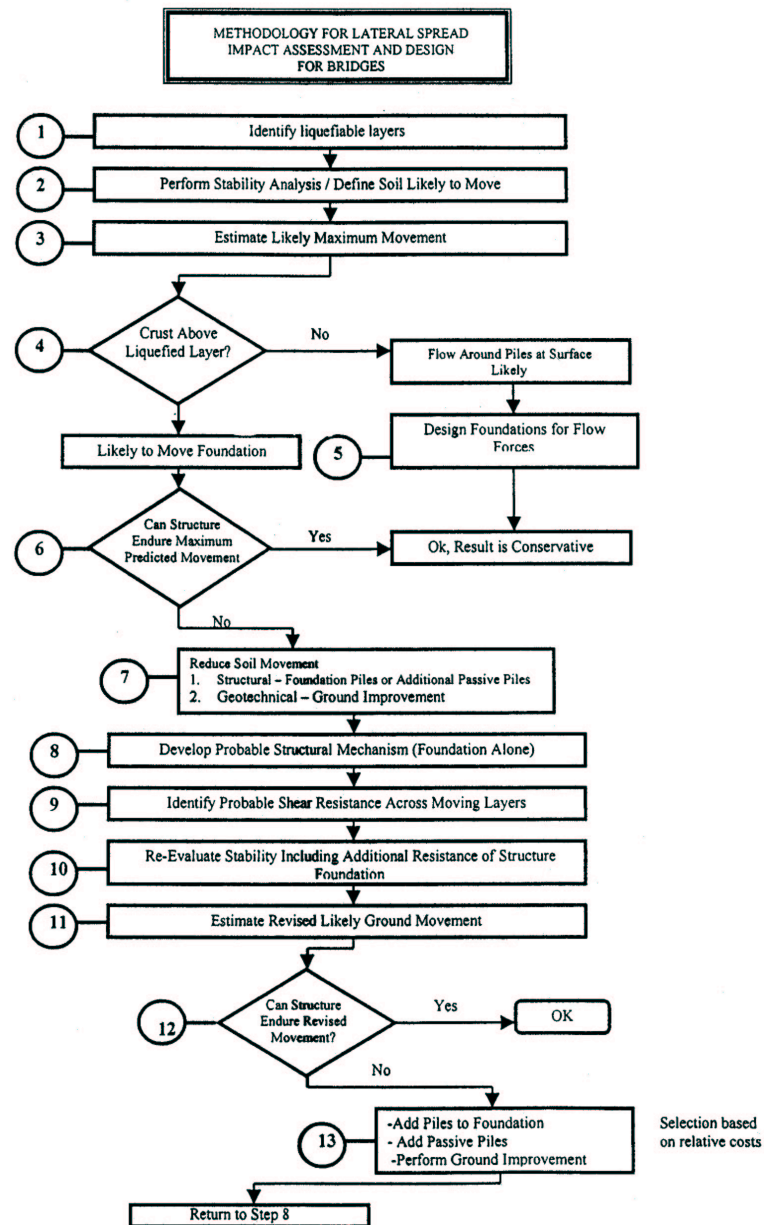 METHODOLOGY FOR LATERAL SPREAD
IMPACT ASSESSMENT AND DESIGN
FOR BRIDGES
1
Identify liquefiable layers
2
Perform Stability Analysis / Define Soil Likely to Move
3
Estimate Likely Maximum Movement
4
Crust Above
Liquefied Layer?
No
Flow Around Piles at Surface
Likely
Likely to Move Foundation
5
Design Foundations for Flow
Forces
6
Can Structure
Endure Maximum
Predicted Movement
Yes
Ok, Result is Conservative
No
7
Reduce Soil Movement
1. Structural – Foundation Piles or Additional Passive Piles
2. Geotechnical – Ground Improvement
8
Develop Probable Structural Mechanism (Foundation Alone)
9
Identify Probable Shear Resistance Across Moving Layers
10
Re-Evaluate Stability Including Additional Resistance of Structure
Foundation
11
Estimate Revised Likely Ground Movement
12
Can Structure
Endure Revised
Movement?
Yes
OK
No
13
-Add Piles to Foundation
- Add Passive Piles
-Perform Ground Improvement
Selection based
on relative costs
Return to Step 8